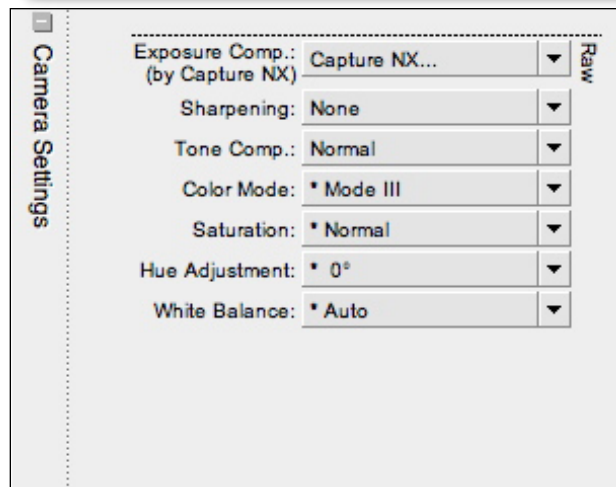 Camera Settings
Raw
Exposure Comp.: Capture NX...
(by Capture NX)
Sharpening: None
Tone Comp.: Normal
Color Mode: * Mode III
Saturation: * Normal
Hue Adjustment: * 0°
White Balance: * Auto